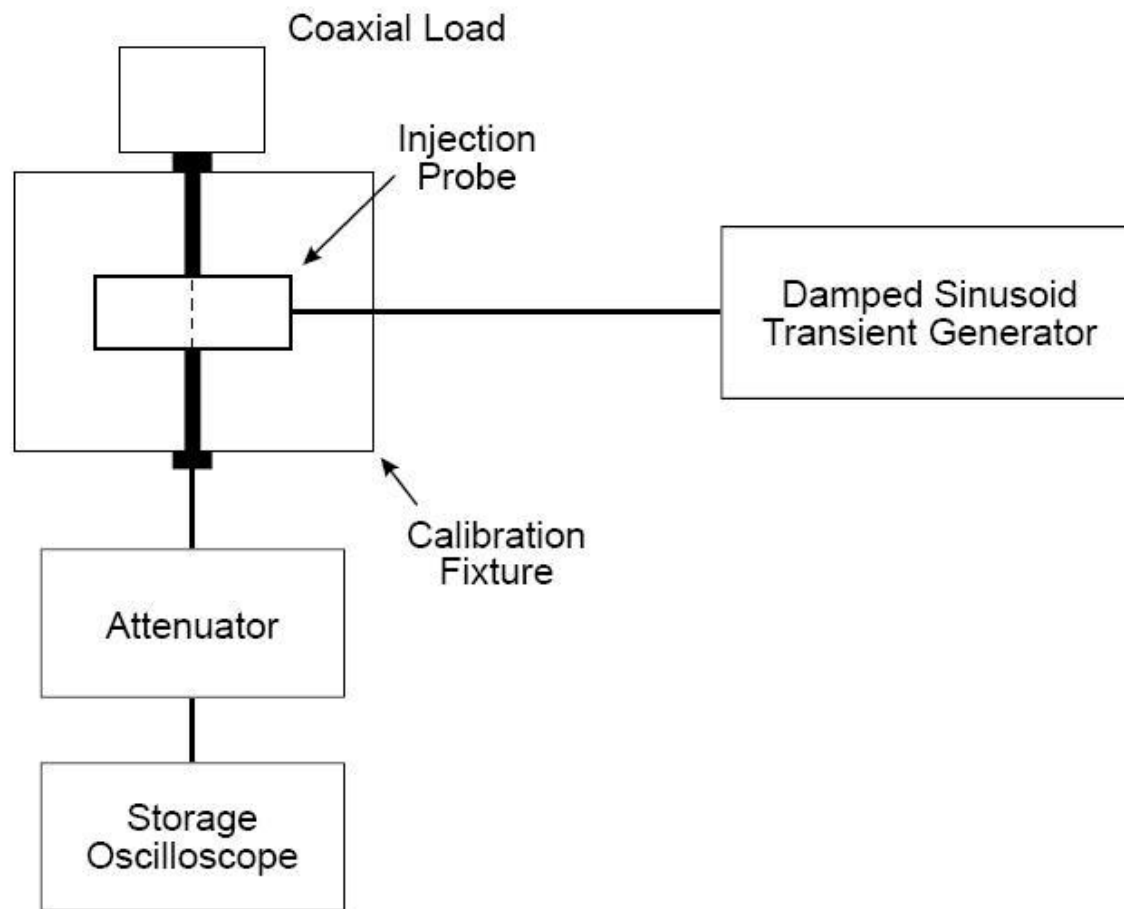 Coaxial Load
Injection
Probe
Damped Sinusoid
Transient Generator
Calibration
Fixture
Attenuator
Storage
Oscilloscope